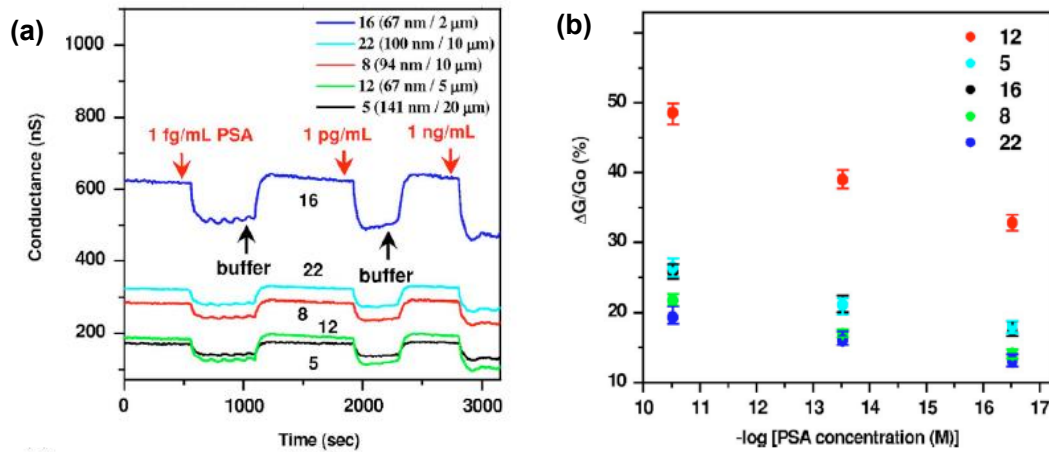 (a)
16 (67 nm / 2 μm)
22 (100 nm / 10 μm)
8 (94 nm / 10 μm)
12 (67 nm / 5 μm)
5 (141 nm / 20 μm)
1 fg/mL PSA
1 pg/mL
1 ng/mL
16
buffer
buffer
22
8
12
5
Conductance (nS)
1000
800
600
400
200
0
1000
2000
3000
Time (sec)
(b)
12
5
16
8
22
ΔG/Go (%)
50
40
30
20
10
10
11
12
13
14
15
16
17
-log [PSA concentration (M)]